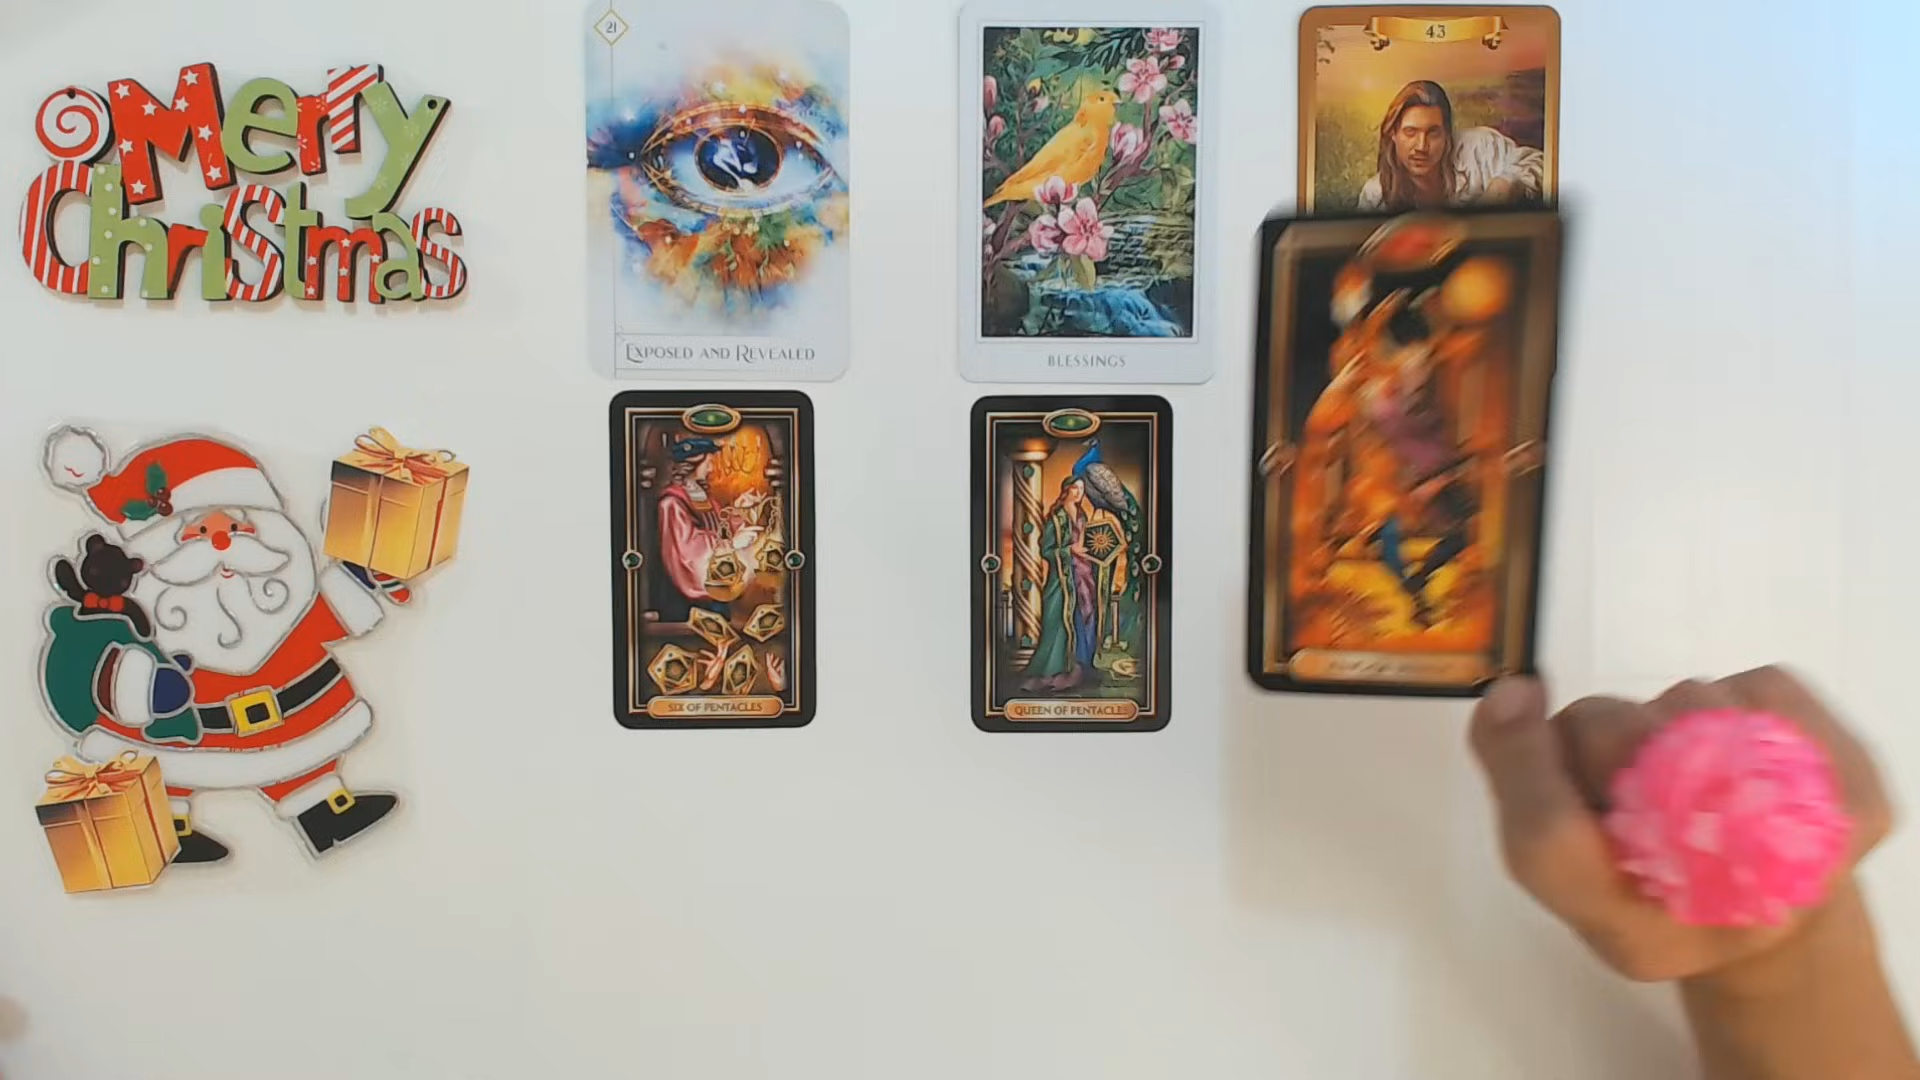 Merry
Christmas
21
EXPOSED AND REVEALED
BLESSINGS
43
SIX OF PENTACLES
QUEEN OF PENTACLES